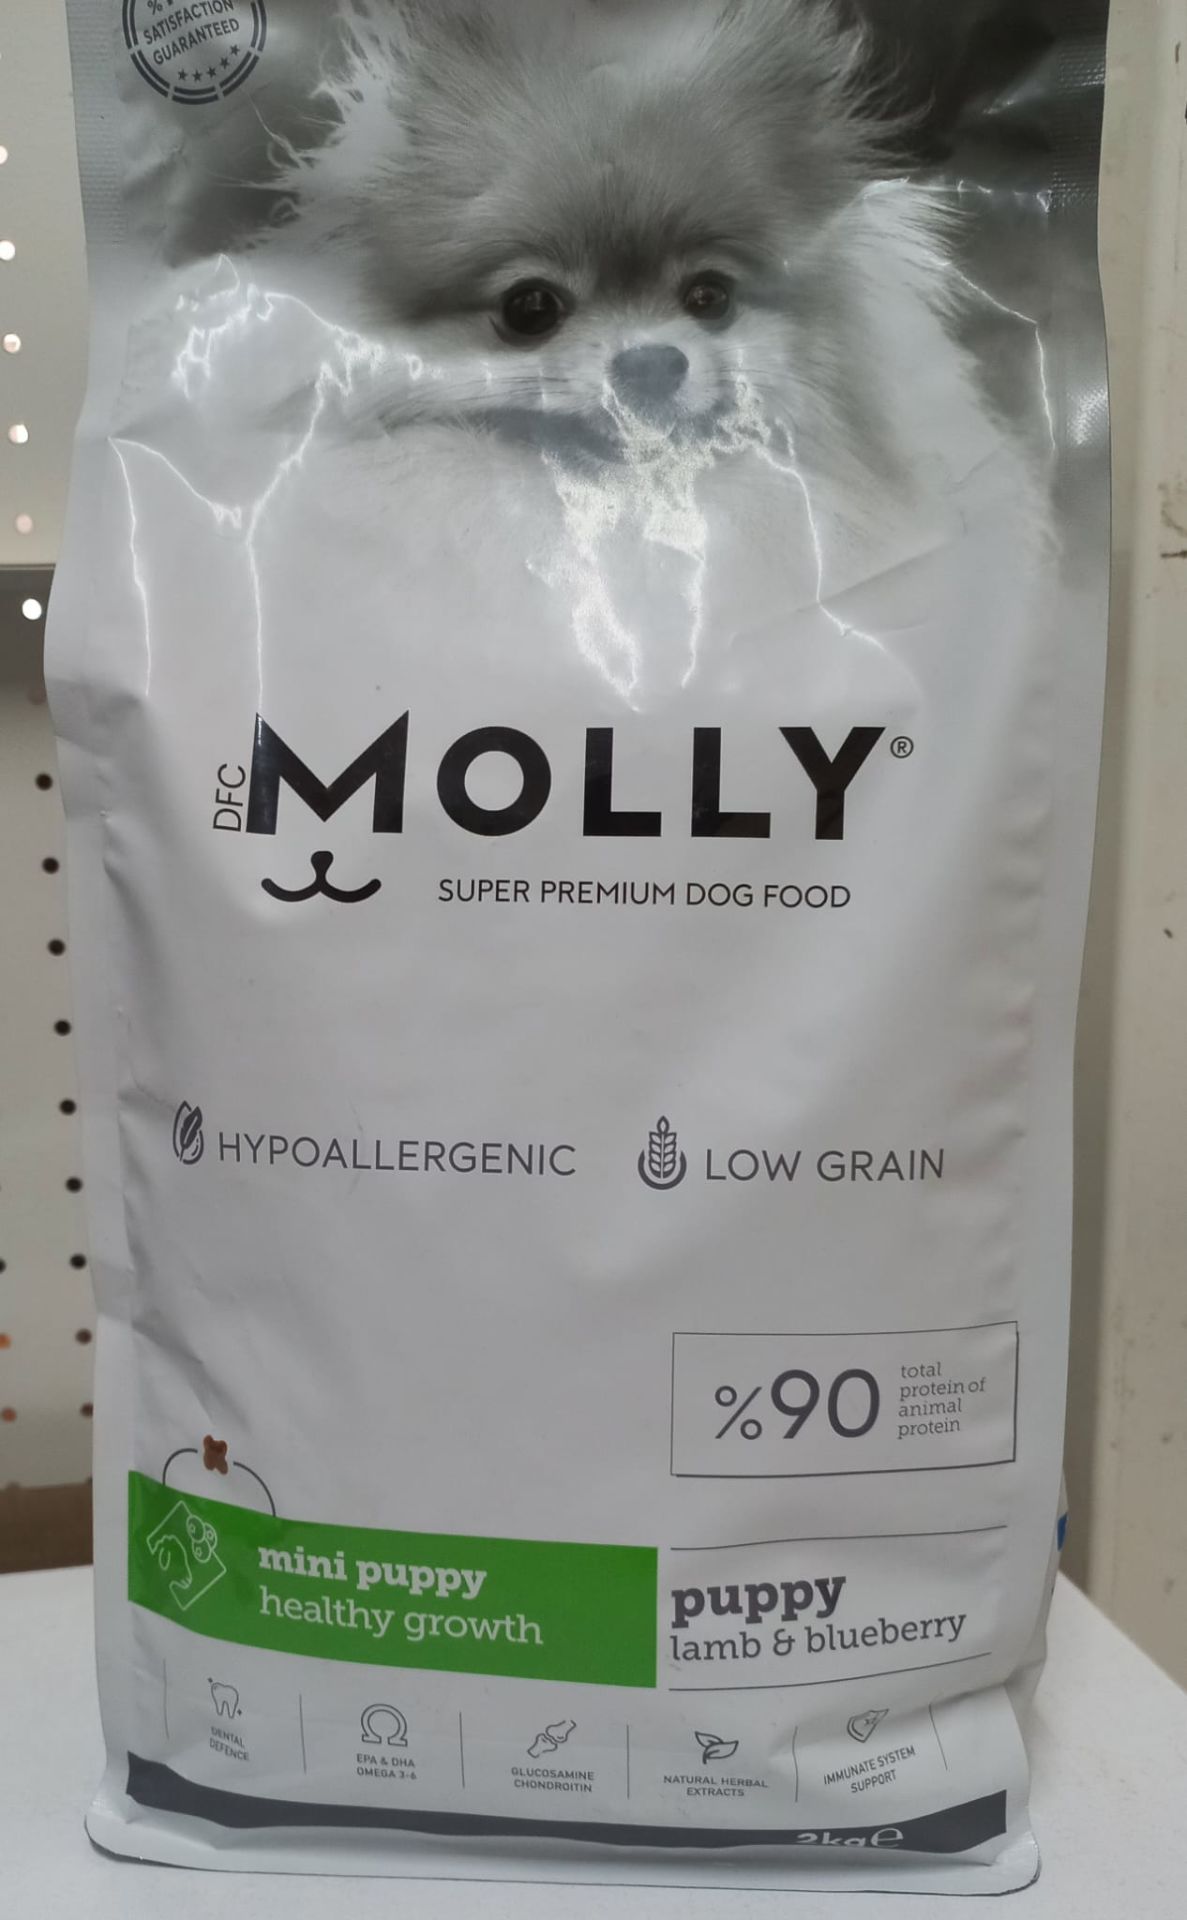 %
SATISFACTION
GUARANTEED
DFC
MOLLY®
SUPER PREMIUM DOG FOOD
HYPOALLERGENIC
LOW GRAIN
%90
total
protein of
animal
protein
mini puppy
healthy growth
puppy
lamb & blueberry
DENTAL
DEFENCE
EPA & DHA
OMEGA 3-6
GLUCOSAMINE
CHONDROITIN
NATURAL HERBAL
EXTRACTS
IMMUNATE SYSTEM
SUPPORT
2kg℮